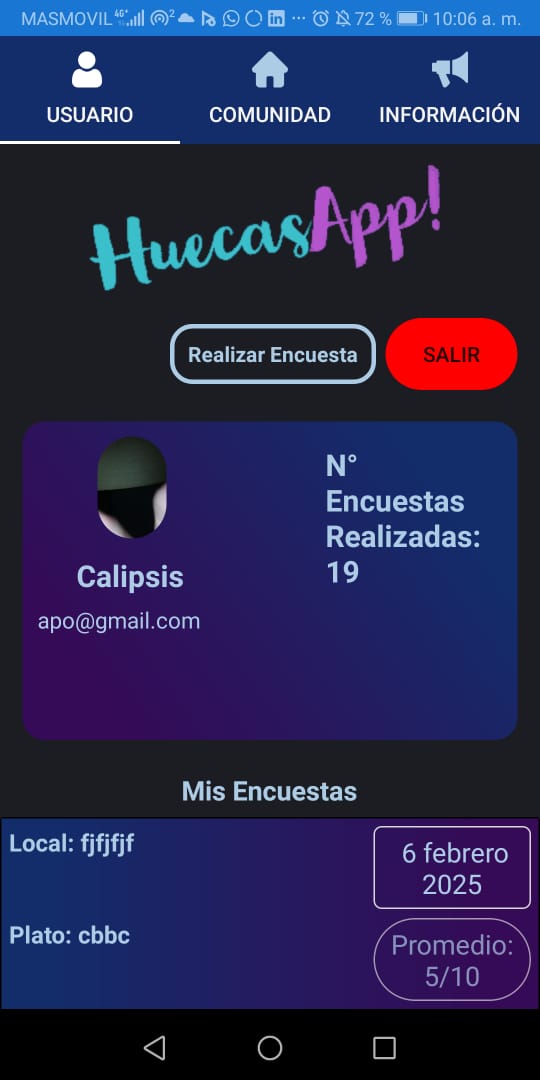 MASMOVIL 4G+ 2 ... 72 % 10:06 a. m.
USUARIO COMUNIDAD INFORMACIÓN
HuecasApp!
Realizar Encuesta SALIR
N°
Encuestas
Realizadas:
19
Calipsis
apo@gmail.com
Mis Encuestas
Local: fjfjfjf
6 febrero
2025
Plato: cbbc
Promedio:
5/10